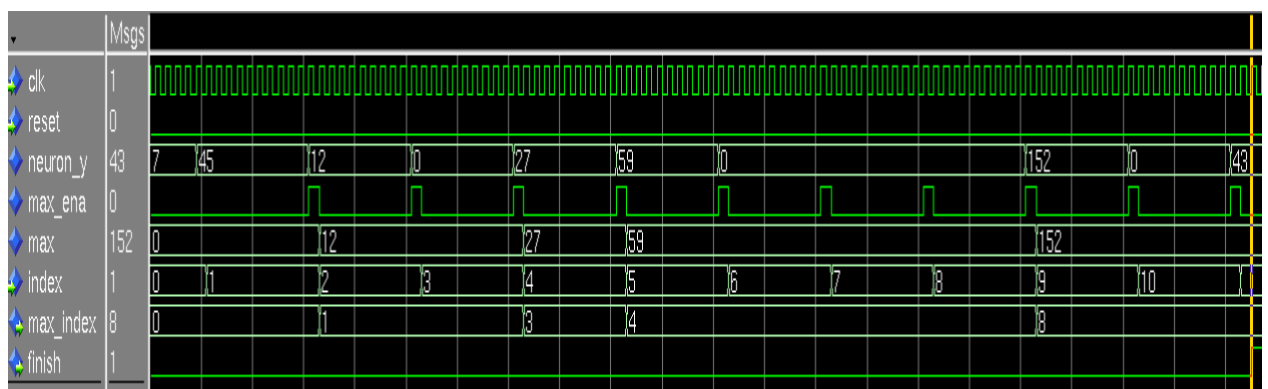 Msgs
clk 1
reset 0
neuron_y 43 7 45 12 0 27 59 0 152 0 43
max_ena 0
max 152 0 12 27 59 152
index 1 0 1 2 3 4 5 6 7 8 9 10
max_index 8 0 1 3 4 8
finish 1